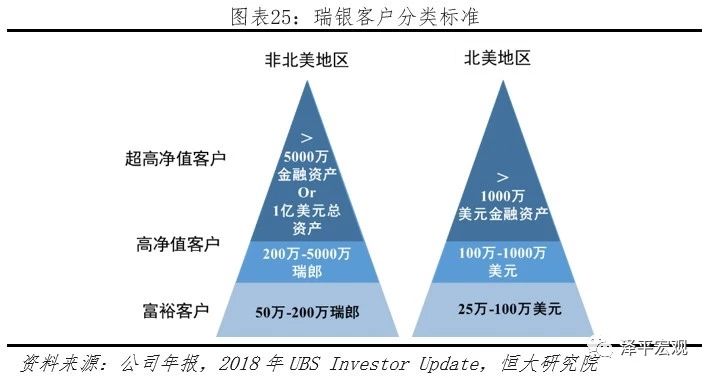 图表25：瑞银客户分类标准
非北美地区
北美地区
超高净值客户
>
5000万
金融资产
Or
1亿美元总
资产
>
1000万
美元金融资产
高净值客户
200万-5000万
瑞郎
100万-1000万
美元
富裕客户
50万-200万瑞郎
25万-100万美元
泽平宏观
资料来源：公司年报，2018年UBS Investor Update，恒大研究院